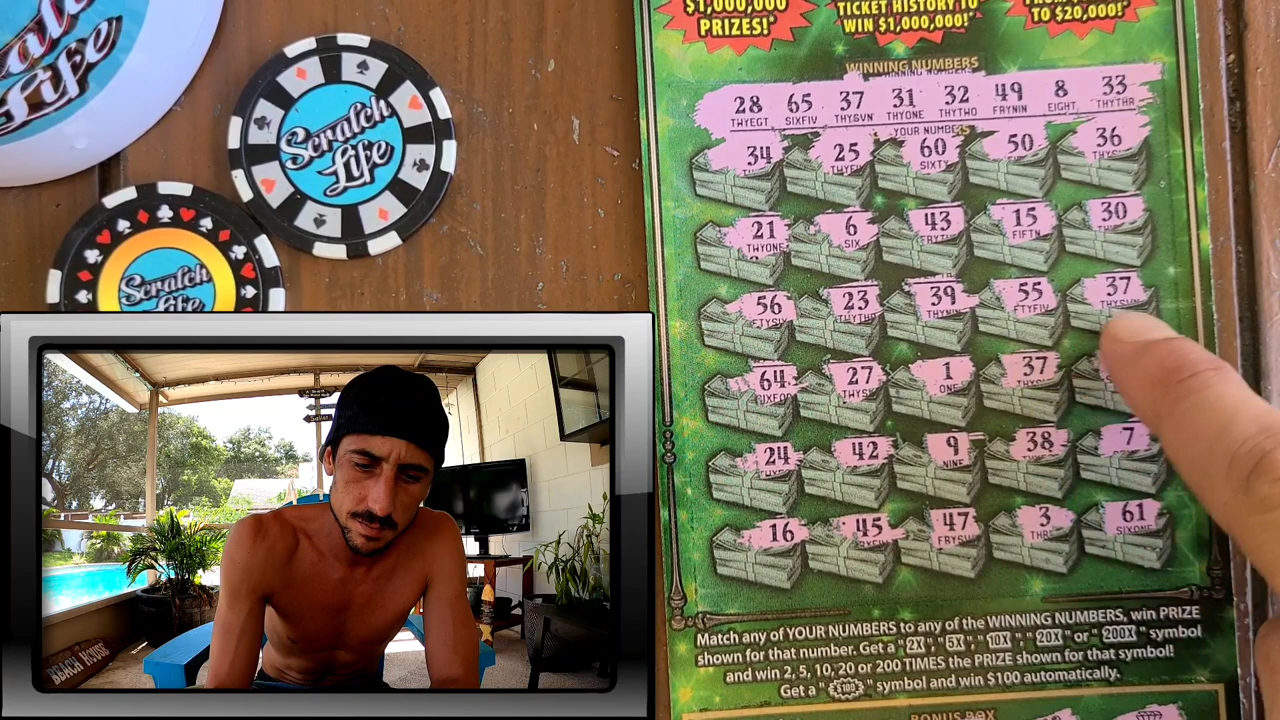 $1,000,000
PRIZES!*
TICKET HISTORY TO
WIN $1,000,000!*
TO $20,000!*
WINNING NUMBERS
28 65 37 31 32 49 8 33
THYEGT SIXFIV THYSVN THYONE THYTWO FRYNIN EIGHT THYTHR
YOUR NUMBERS
34 25 60 50 36
SIXTY
21 6 43 15 30
THYONE SIX FRYTH FIFTN
56 23 39 55 37
FTYSIX THYTHR THYNIN FTYFIV THYSVN
64 27 1 37
SIXFOR THYS ONE
24 42 9 38 7
NINE
16 45 47 3 61
FRYSV THR SIXONE
Match any of YOUR NUMBERS to any of the WINNING NUMBERS, win PRIZE
shown for that number. Get a "2X", "5X", "10X", "20X" or "200X" symbol
and win 2, 5, 10, 20 or 200 TIMES the PRIZE shown for that symbol!
Get a "$100" symbol and win $100 automatically.
BONUS BOX
Life
Scratch
Life
Scratch
Life
BEACH HOUSE